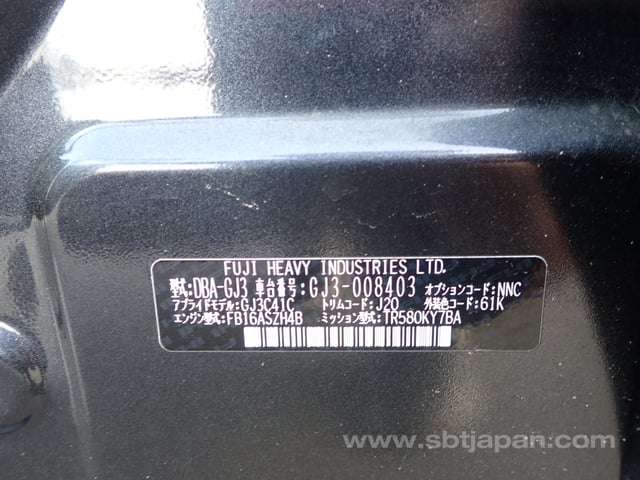 FUJI HEAVY INDUSTRIES LTD.
型式:DBA-GJ3 車台番号:GJ3-008403 オプションコード:NNC
アプライドモデル:GJ3C41C トリムコード:J20 外装色コード:61K
エンジン型式:FB16ASZH4B ミッション型式:TR580KY7BA
www.sbtjapan.com